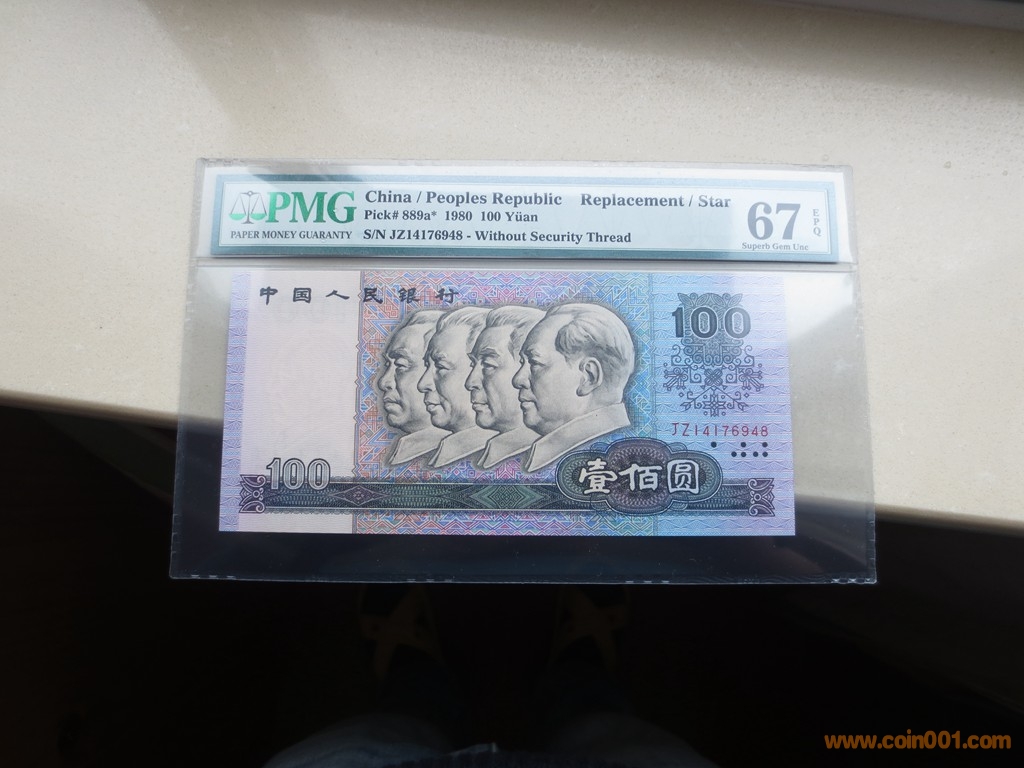 PMG
PAPER MONEY GUARANTY
China / Peoples Republic Replacement / Star
Pick# 889a* 1980 100 Yüan
S/N JZ14176948 - Without Security Thread
67
EPQ
Superb Gem Unc
中国人民银行
100
JZ14176948
100
壹佰圆
www.coin001.com